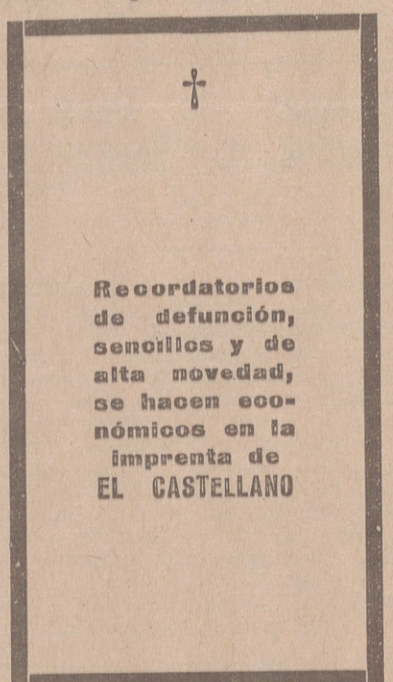 †
Recordatorios
de defunción,
sencillos y de
alta novedad,
se hacen eco-
nómicos en la
imprenta de
EL CASTELLANO